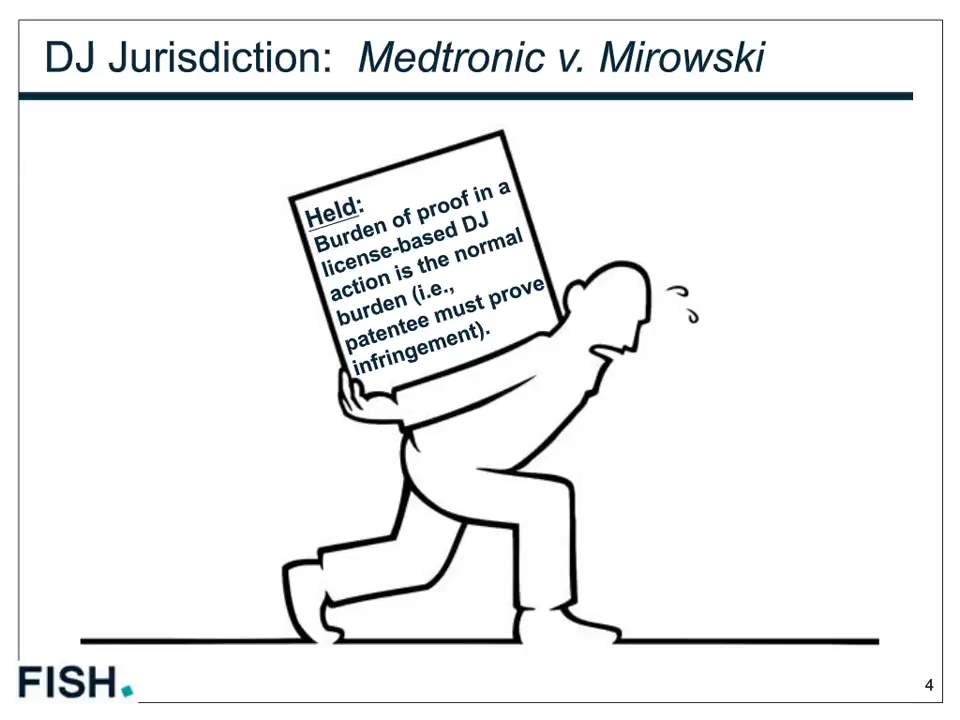 DJ Jurisdiction: Medtronic v. Mirowski
Held:
Burden of proof in a
license-based DJ
action is the normal
burden (i.e.,
patentee must prove
infringement).
FISH.
4